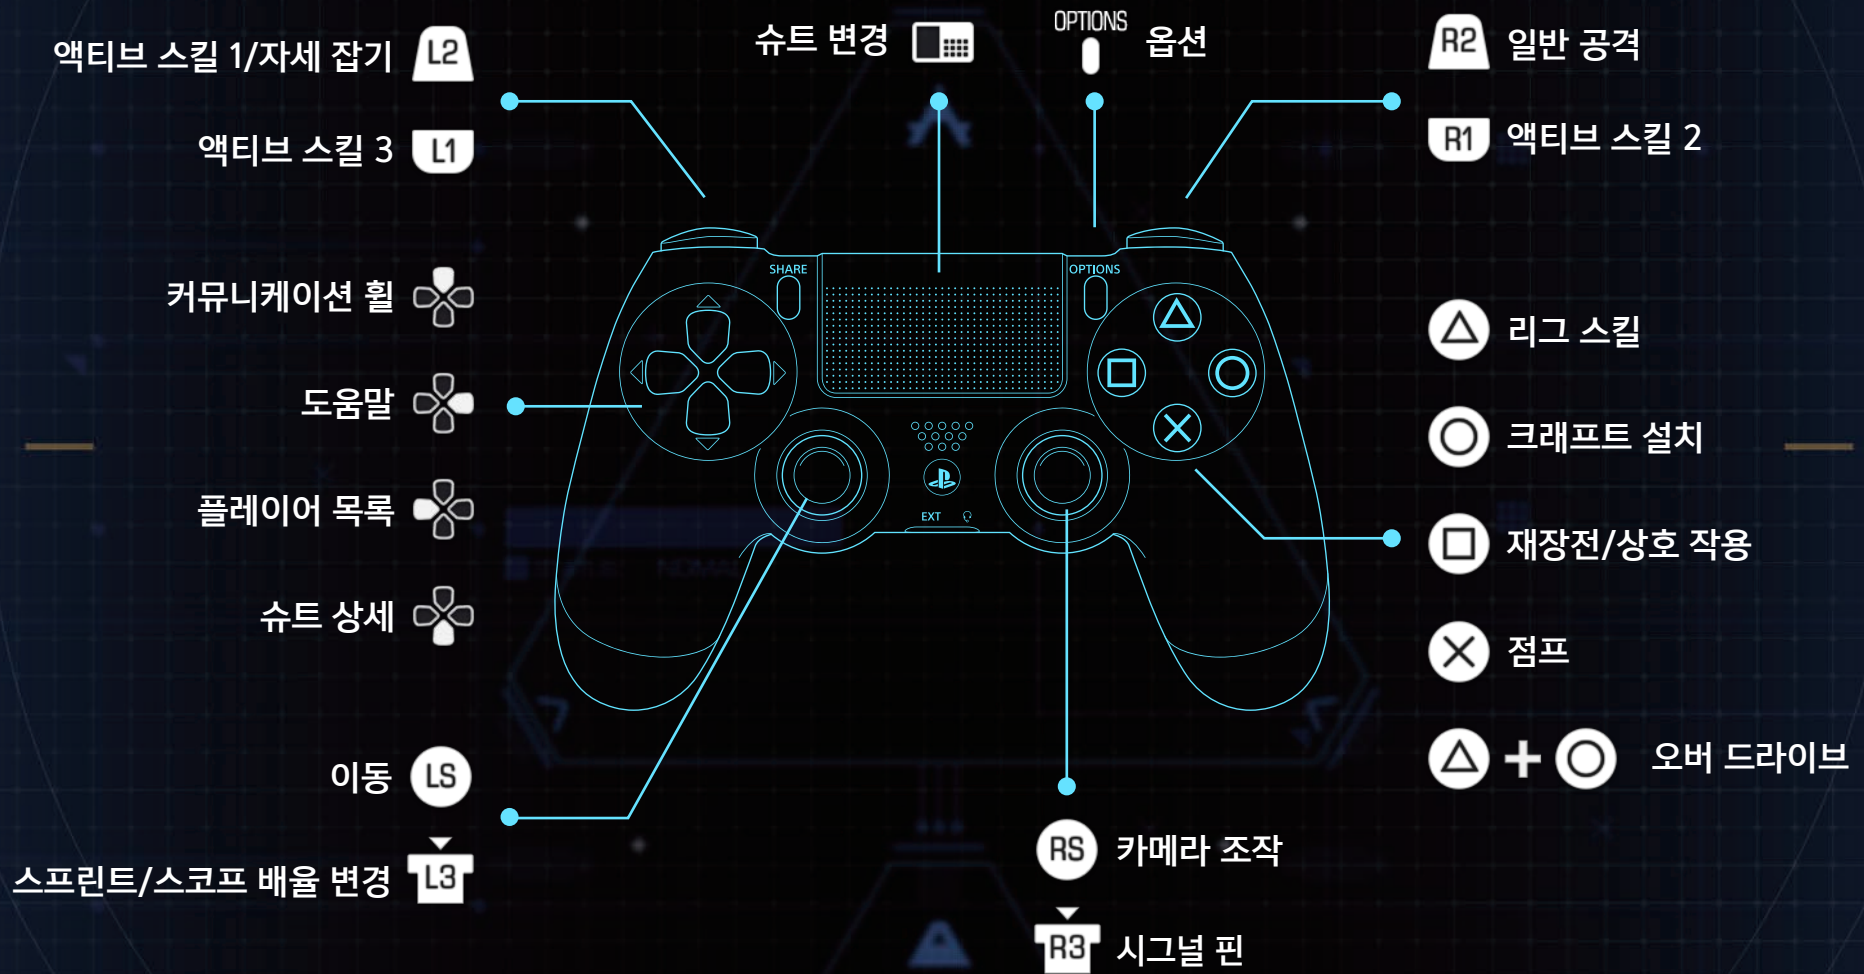 액티브 스킬 1/자세 잡기 L2
액티브 스킬 3 L1
슈트 변경
OPTIONS
옵션
R2 일반 공격
R1 액티브 스킬 2
커뮤니케이션 휠
도움말
플레이어 목록
슈트 상세
SHARE
OPTIONS
EXT
리그 스킬
크래프트 설치
재장전/상호 작용
점프
+ 오버 드라이브
이동 LS
스프린트/스코프 배율 변경 L3
RS 카메라 조작
R3 시그널 핀